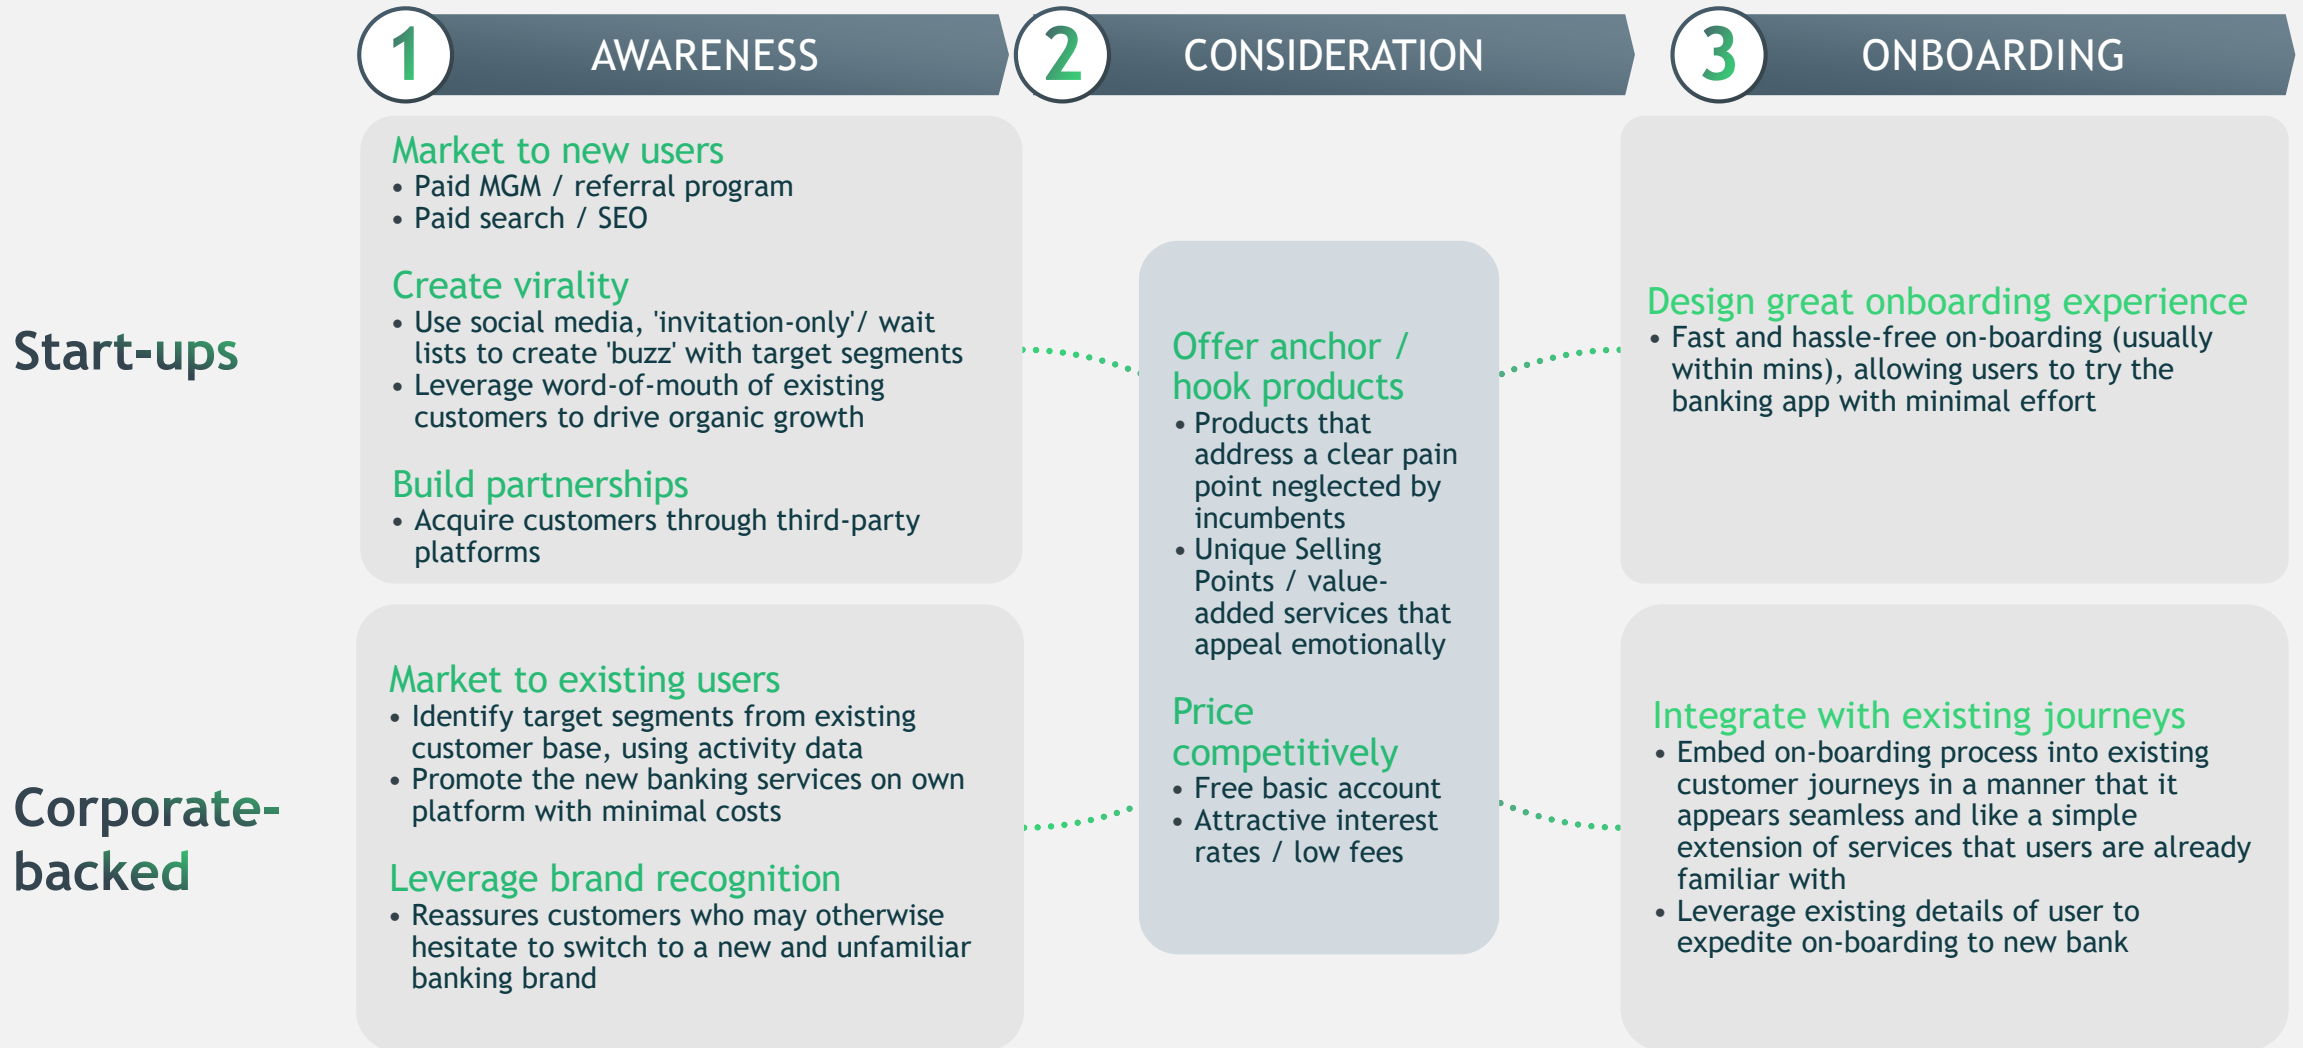 1
AWARENESS
2
CONSIDERATION
3
ONBOARDING
Start-ups
Market to new users
• Paid MGM / referral program
• Paid search / SEO
Create virality
• Use social media, 'invitation-only'/ wait
lists to create 'buzz' with target segments
• Leverage word-of-mouth of existing
customers to drive organic growth
Build partnerships
• Acquire customers through third-party
platforms
Offer anchor /
hook products
• Products that
address a clear pain
point neglected by
incumbents
• Unique Selling
Points / value-
added services that
appeal emotionally
Price
competitively
• Free basic account
• Attractive interest
rates / low fees
Design great onboarding experience
• Fast and hassle-free on-boarding (usually
within mins), allowing users to try the
banking app with minimal effort
Corporate-
backed
Market to existing users
• Identify target segments from existing
customer base, using activity data
• Promote the new banking services on own
platform with minimal costs
Leverage brand recognition
• Reassures customers who may otherwise
hesitate to switch to a new and unfamiliar
banking brand
Integrate with existing journeys
• Embed on-boarding process into existing
customer journeys in a manner that it
appears seamless and like a simple
extension of services that users are already
familiar with
• Leverage existing details of user to
expedite on-boarding to new bank